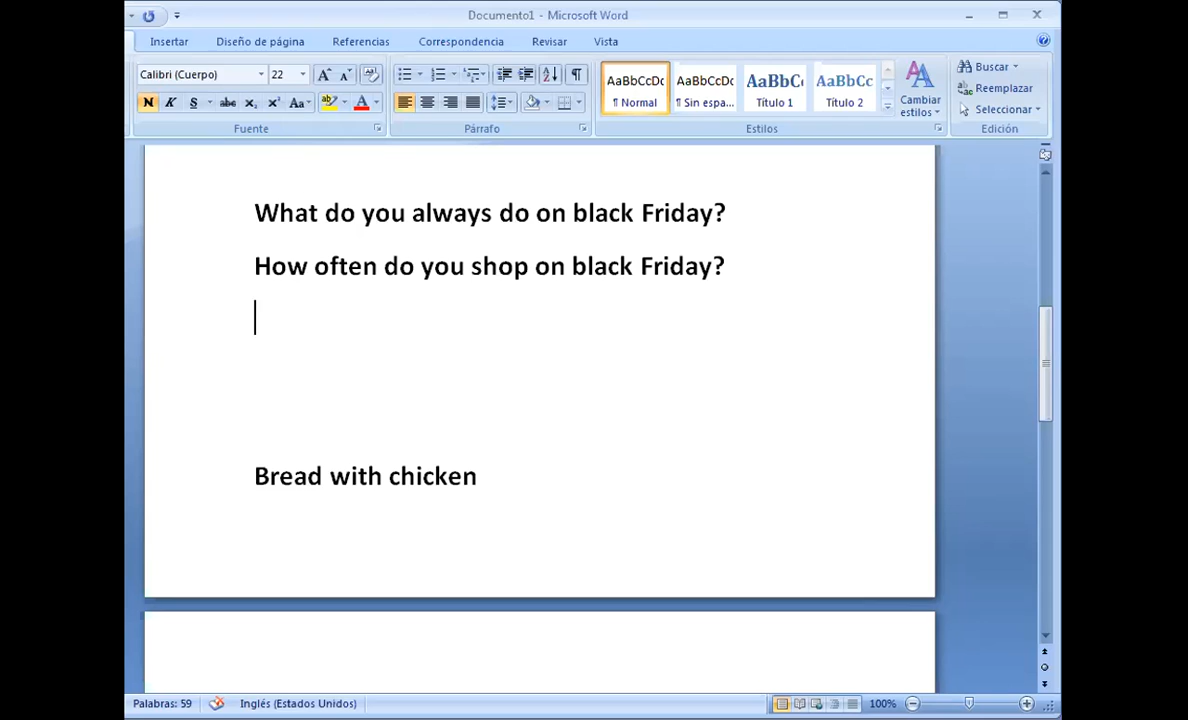 Documento1 - Microsoft Word
Insertar Diseño de página Referencias Correspondencia Revisar Vista
Calibri (Cuerpo) 22
AaBbCcDc AaBbCcDc AaBbC AaBbCc
N K S abe x₂ x² Aa A
¶ Normal ¶ Sin espa... Título 1 Título 2
Cambiar estilos
Buscar
Reemplazar
Seleccionar
Fuente Párrafo Estilos Edición
What do you always do on black Friday?
How often do you shop on black Friday?
Bread with chicken
Palabras: 59 Inglés (Estados Unidos) 100%